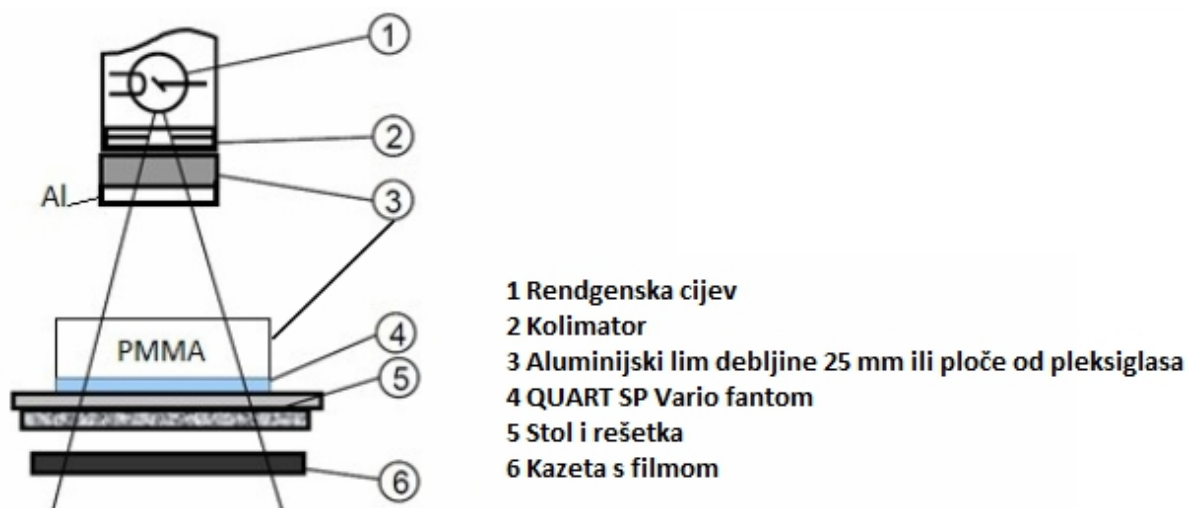 1
2
Al
3
PMMA
4
5
6
1 Rendgenska cijev
2 Kolimator
3 Aluminijski lim debljine 25 mm ili ploče od pleksiglasa
4 QUART SP Vario fantom
5 Stol i rešetka
6 Kazeta s filmom